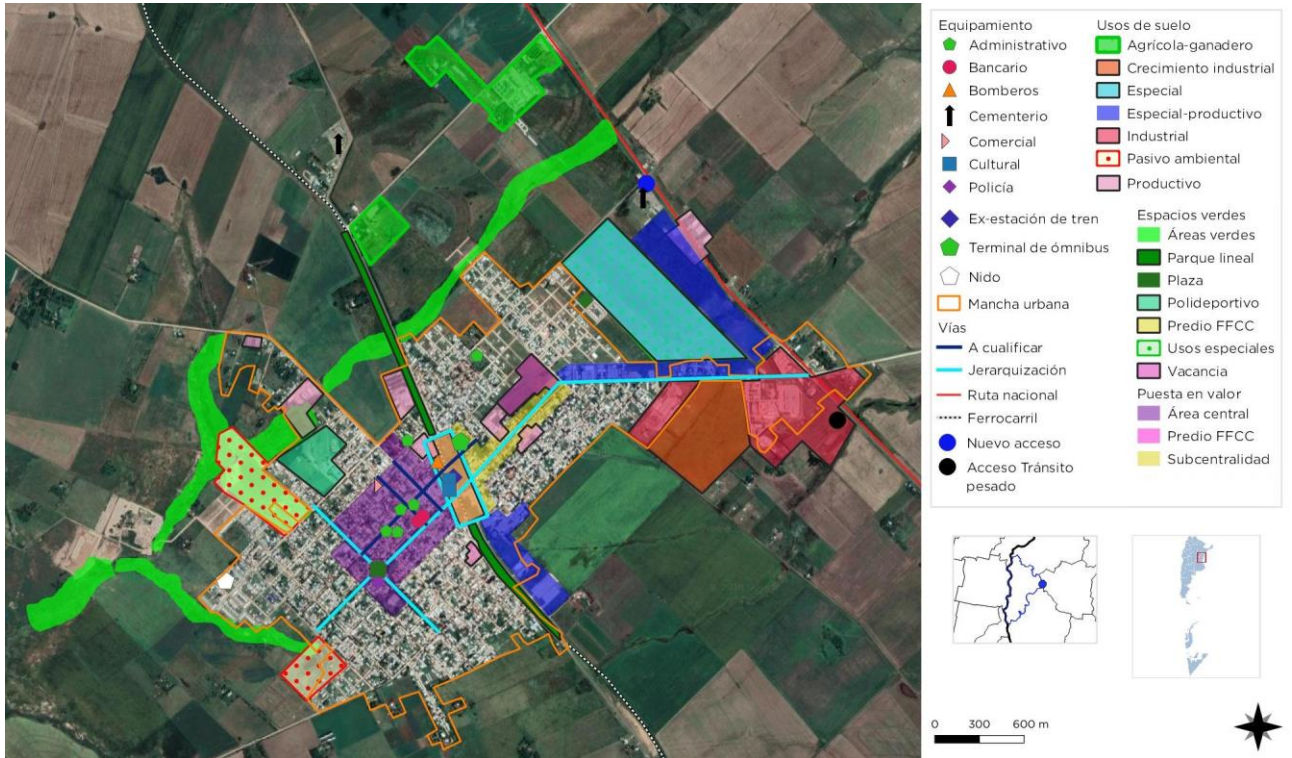 Equipamiento
Administrativo
Bancario
Bomberos
Cementerio
Comercial
Cultural
Policía
Ex-estación de tren
Terminal de ómnibus
Nido
Mancha urbana
Vías
A cualificar
Jerarquización
Ruta nacional
Ferrocarril
Nuevo acceso
Acceso Tránsito
pesado
Usos de suelo
Agrícola-ganadero
Crecimiento industrial
Especial
Especial-productivo
Industrial
Pasivo ambiental
Productivo
Espacios verdes
Áreas verdes
Parque lineal
Plaza
Polideportivo
Predio FFCC
Usos especiales
Vacancia
Puesta en valor
Área central
Predio FFCC
Subcentralidad
0 300 600 m